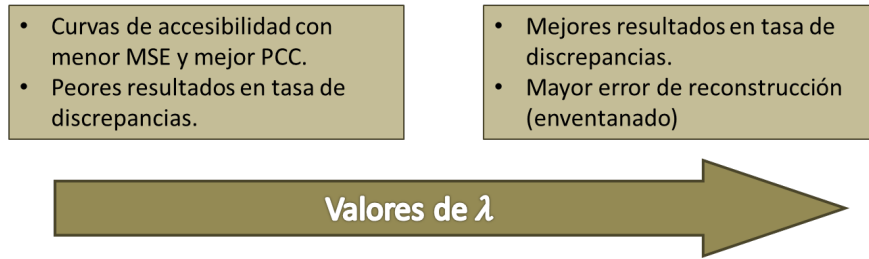 • Curvas de accesibilidad con
menor MSE y mejor PCC.
• Peores resultados en tasa de
discrepancias.
• Mejores resultados en tasa de
discrepancias.
• Mayor error de reconstrucción
(enventanado)
Valores de λ